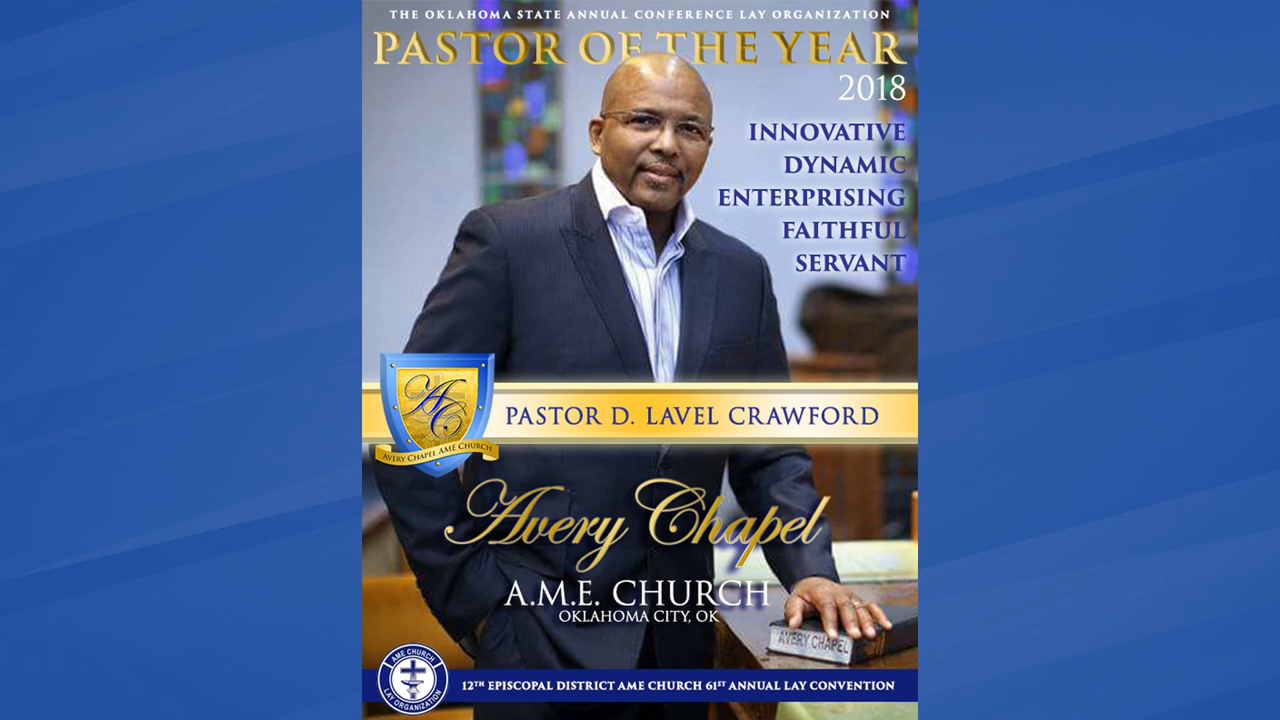 THE OKLAHOMA STATE ANNUAL CONFERENCE LAY ORGANIZATION
PASTOR OF THE YEAR
2018
INNOVATIVE
DYNAMIC
ENTERPRISING
FAITHFUL
SERVANT
AC
AVERY CHAPEL AME CHURCH
PASTOR D. LAVEL CRAWFORD
Avery Chapel
A.M.E. CHURCH
OKLAHOMA CITY, OK
AVERY CHAPEL
AME CHURCH
LAY ORGANIZATION
12TH EPISCOPAL DISTRICT AME CHURCH 61ST ANNUAL LAY CONVENTION